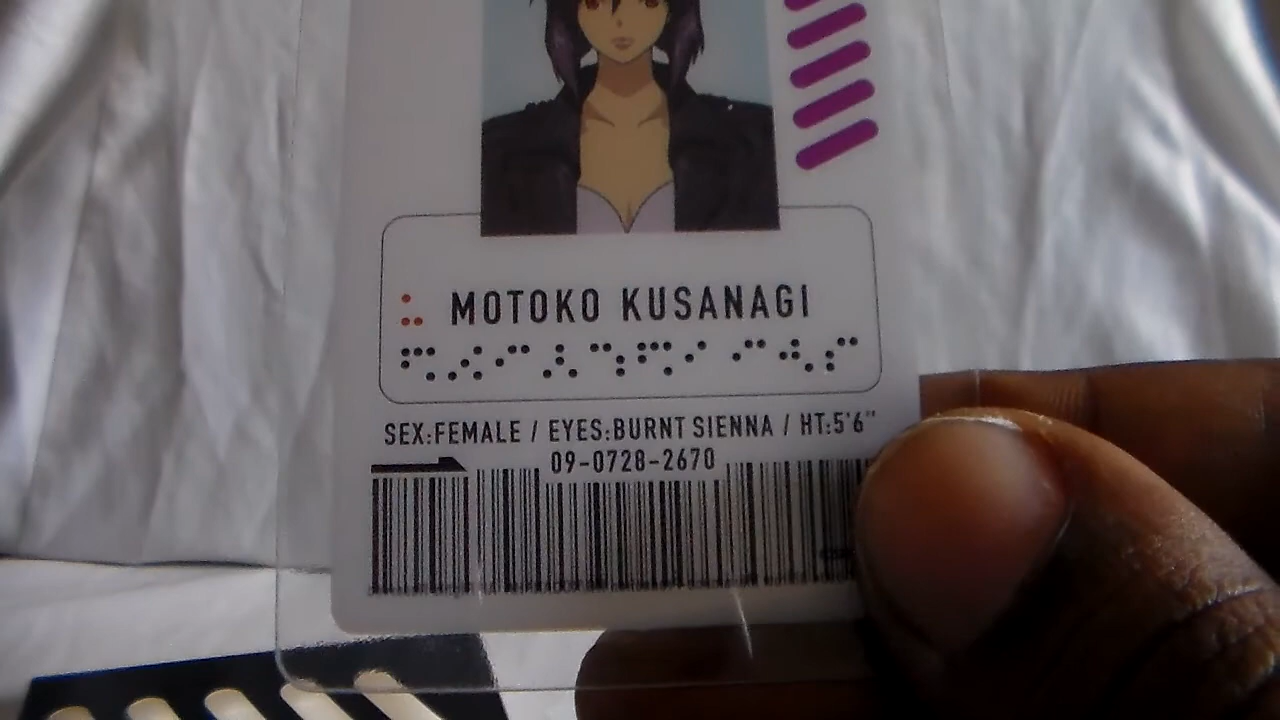 MOTOKO KUSANAGI
SEX:FEMALE / EYES:BURNT SIENNA / HT:5'6"
09-0728-2670